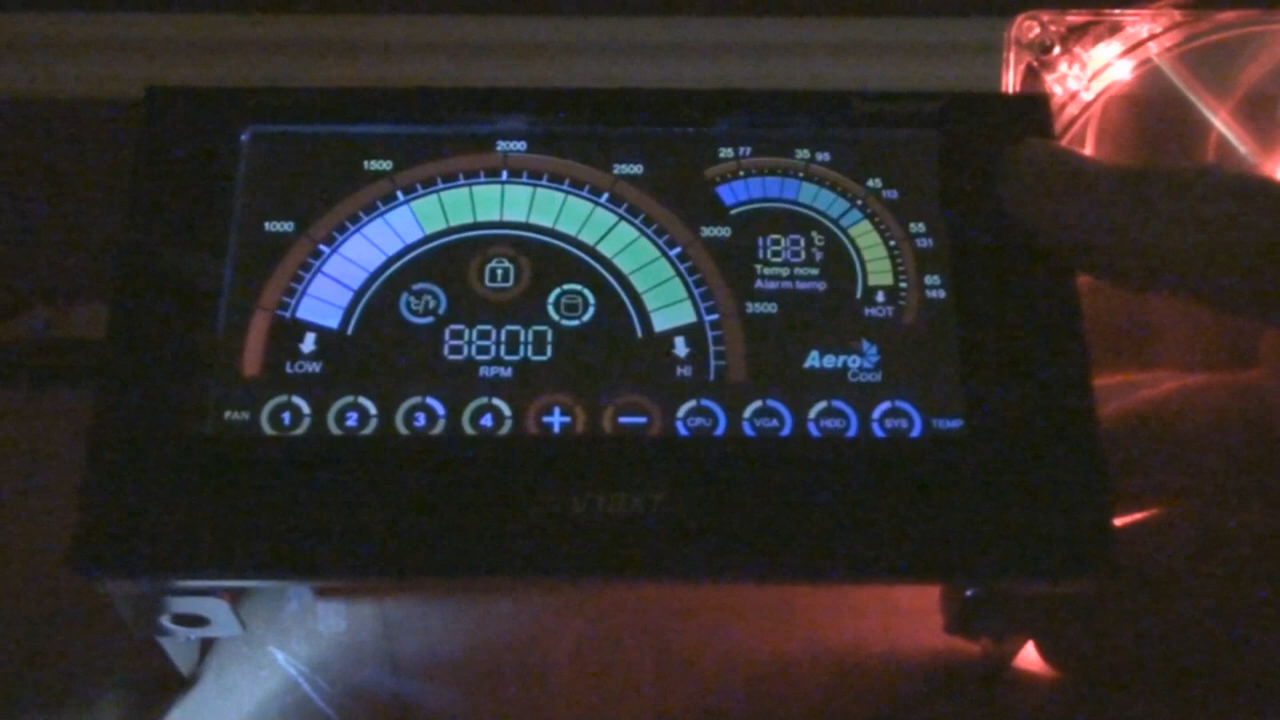 2000
1500 2500
1000 3000
3500
25 77 35 95
45 113
55 131
65 149
188 °C °F
Temp now
Alarm temp
HOT
°C/°F
8800
RPM
LOW HI
Aero
Cool
FAN 1 2 3 4 + − CPU VGA HDD SYS TEMP
V12XT